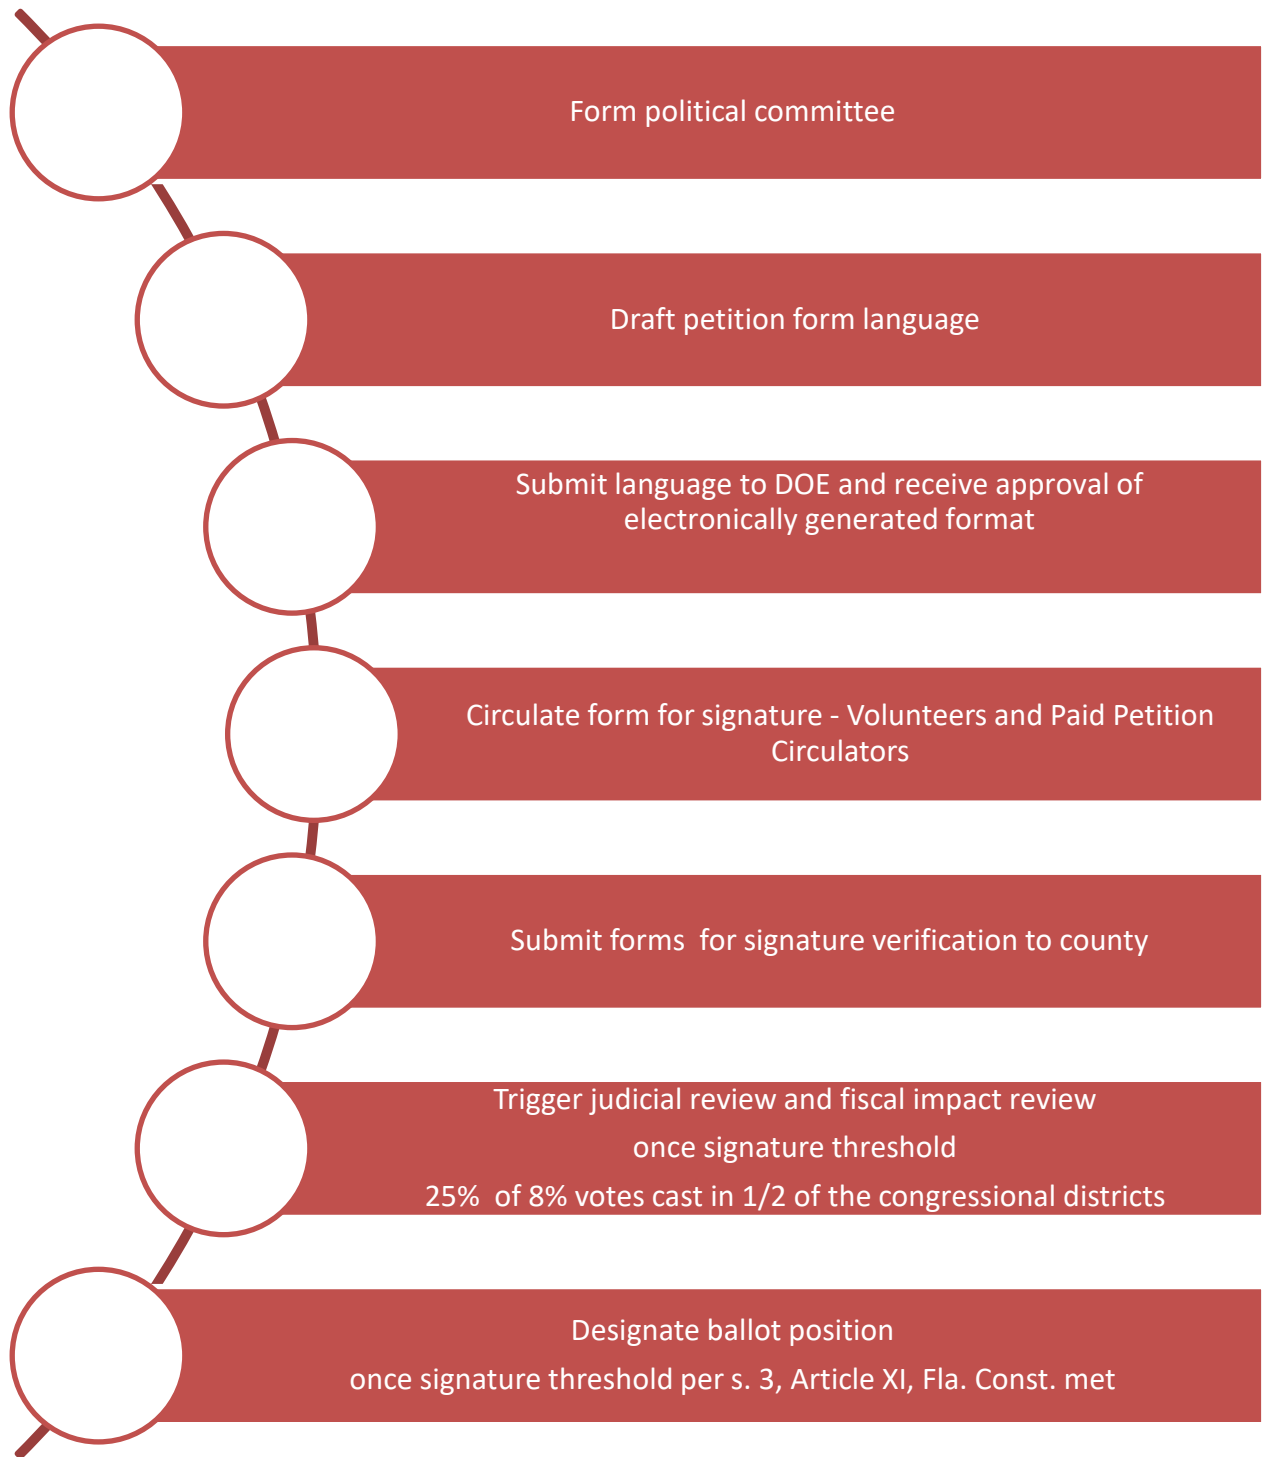 Form political committee
Draft petition form language
Submit language to DOE and receive approval of
electronically generated format
Circulate form for signature - Volunteers and Paid Petition
Circulators
Submit forms  for signature verification to county
Trigger judicial review and fiscal impact review
once signature threshold
25%  of 8% votes cast in 1/2 of the congressional districts
Designate ballot position
once signature threshold per s. 3, Article XI, Fla. Const. met